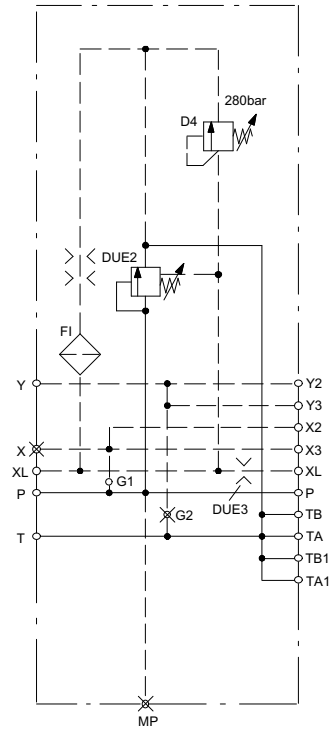 280bar
D4
DUE2
FI
Y
Y2
Y3
X2
X
X3
XL
XL
G1
P
P
DUE3
G2
TB
T
TA
TB1
TA1
MP